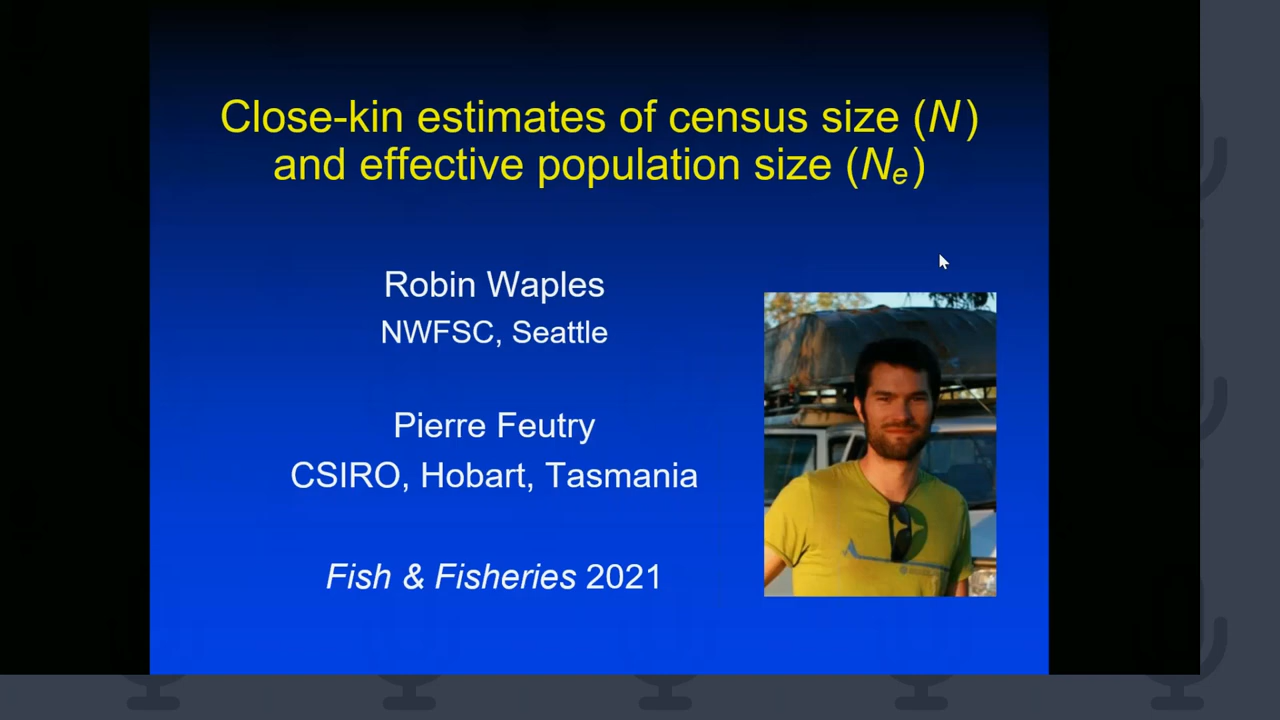 Close-kin estimates of census size (N)
and effective population size (Ne)
Robin Waples
NWFSC, Seattle
Pierre Feutry
CSIRO, Hobart, Tasmania
Fish & Fisheries 2021